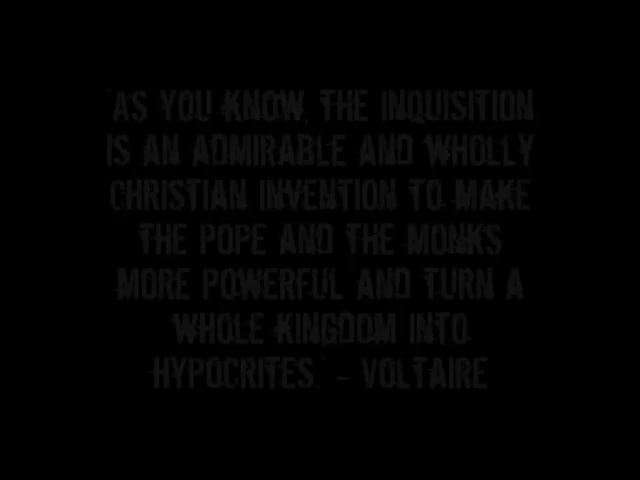 "AS YOU KNOW, THE INQUISITION
IS AN ADMIRABLE AND WHOLLY
CHRISTIAN INVENTION TO MAKE
THE POPE AND THE MONKS
MORE POWERFUL AND TURN A
WHOLE KINGDOM INTO
HYPOCRITES." - VOLTAIRE